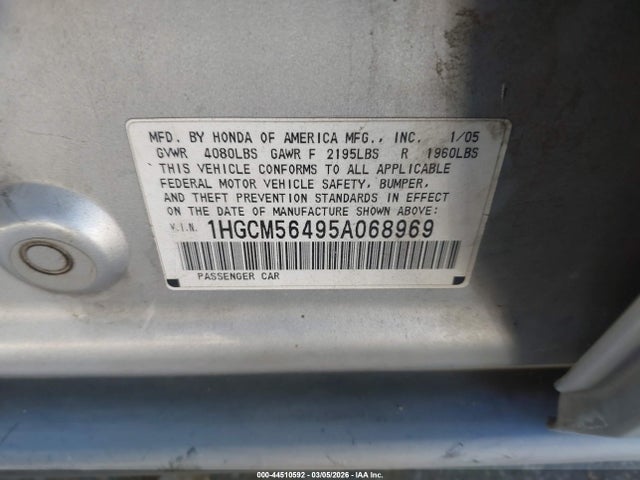 MFD. BY HONDA OF AMERICA MFG., INC. 1/05
GVWR 4080LBS GAWR F 2195LBS R 1960LBS
THIS VEHICLE CONFORMS TO ALL APPLICABLE
FEDERAL MOTOR VEHICLE SAFETY, BUMPER,
AND THEFT PREVENTION STANDARDS IN EFFECT
ON THE DATE OF MANUFACTURE SHOWN ABOVE:
V.I.N. 1HGCM56495A068969
PASSENGER CAR
000-44510592 — 03/05/2026 — IAA Inc.